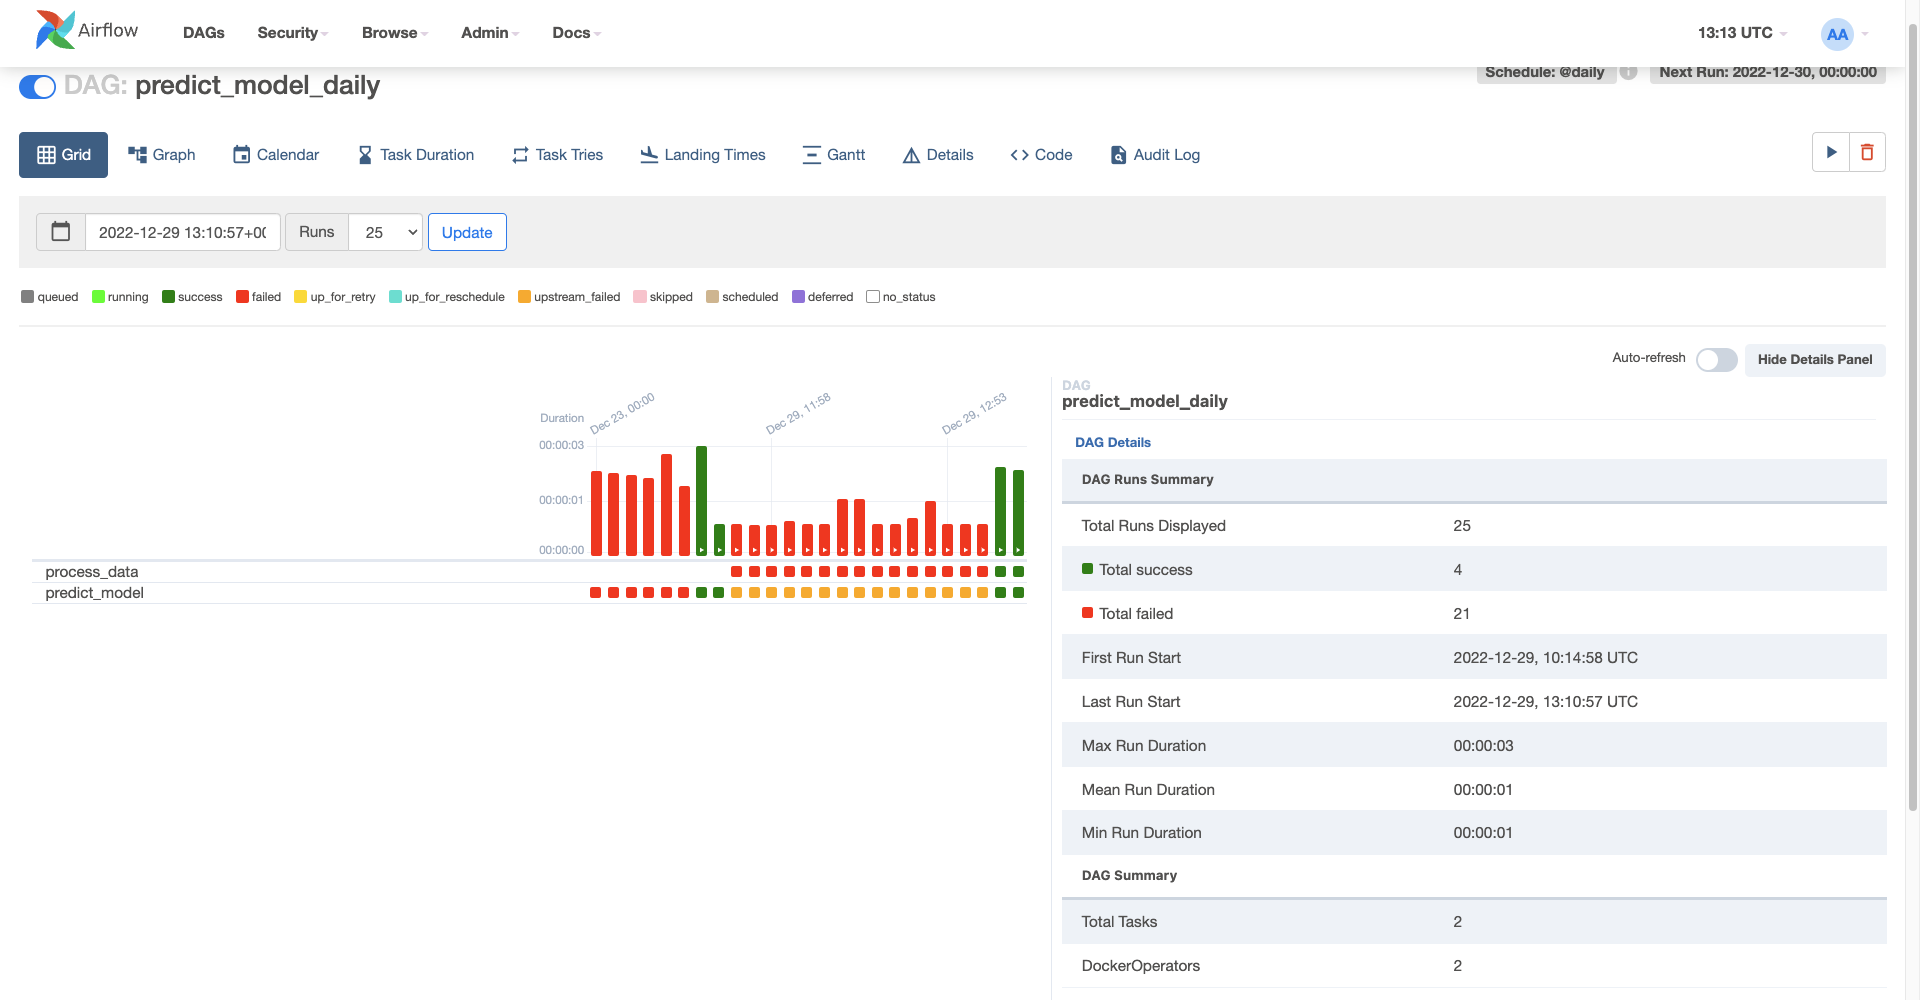 Airflow DAGs Security Browse Admin Docs 13:13 UTC AA
DAG: predict_model_daily Schedule: @daily Next Run: 2022-12-30, 00:00:00
Grid Graph Calendar Task Duration Task Tries Landing Times Gantt Details Code Audit Log
2022-12-29 13:10:57+00 Runs 25 Update
queued running success failed up_for_retry up_for_reschedule upstream_failed skipped scheduled deferred no_status
Auto-refresh Hide Details Panel
Duration
Dec 23, 00:00
Dec 29, 11:58
Dec 29, 12:53
00:00:03
00:00:01
00:00:00
process_data
predict_model
DAG
predict_model_daily
DAG Details
DAG Runs Summary
Total Runs Displayed 25
Total success 4
Total failed 21
First Run Start 2022-12-29, 10:14:58 UTC
Last Run Start 2022-12-29, 13:10:57 UTC
Max Run Duration 00:00:03
Mean Run Duration 00:00:01
Min Run Duration 00:00:01
DAG Summary
Total Tasks 2
DockerOperators 2